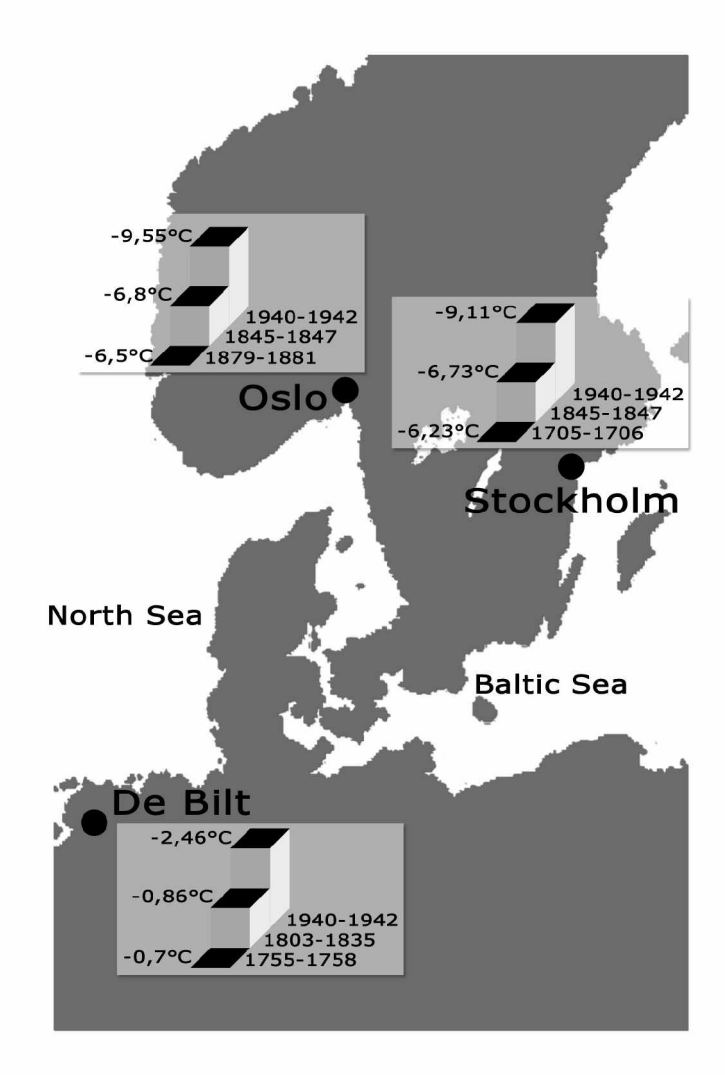 -9,55°C
-6,8°C
-6,5°C
1940-1942
1845-1847
1879-1881
Oslo
-9,11°C
-6,73°C
-6,23°C
1940-1942
1845-1847
1705-1706
Stockholm
North Sea
Baltic Sea
De Bilt
-2,46°C
-0,86°C
-0,7°C
1940-1942
1803-1835
1755-1758